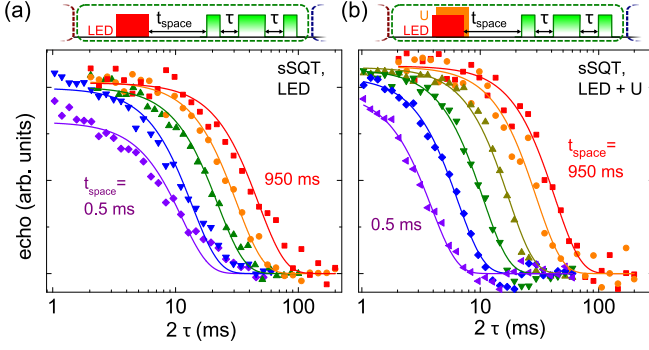 (a)
LED
t_space
τ
τ
(b)
U
LED
t_space
τ
τ
echo (arb. units)
sSQT,
LED
950 ms
t_space=
0.5 ms
1
10
100
2 τ (ms)
sSQT,
LED + U
t_space=
950 ms
0.5 ms
1
10
100
2 τ (ms)